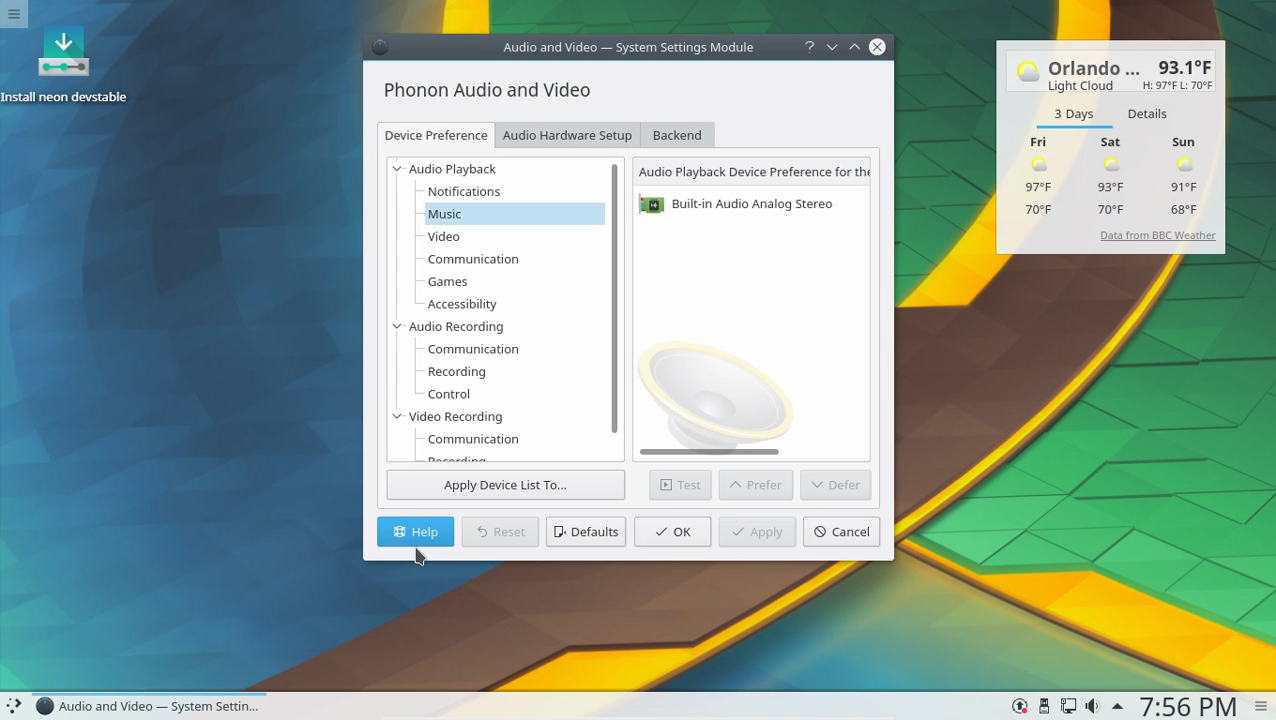 Install neon devstable
Audio and Video — System Settings Module
?
Phonon Audio and Video
Device Preference
Audio Hardware Setup
Backend
Audio Playback
Notifications
Music
Video
Communication
Games
Accessibility
Audio Recording
Communication
Recording
Control
Video Recording
Communication
Recording
Audio Playback Device Preference for the
Built-in Audio Analog Stereo
Apply Device List To...
Test
Prefer
Defer
Help
Reset
Defaults
OK
Apply
Cancel
Orlando ...
93.1°F
Light Cloud
H: 97°F L: 70°F
3 Days
Details
Fri Sat Sun
97°F 93°F 91°F
70°F 70°F 68°F
Data from BBC Weather
Audio and Video — System Settin...
7:56 PM